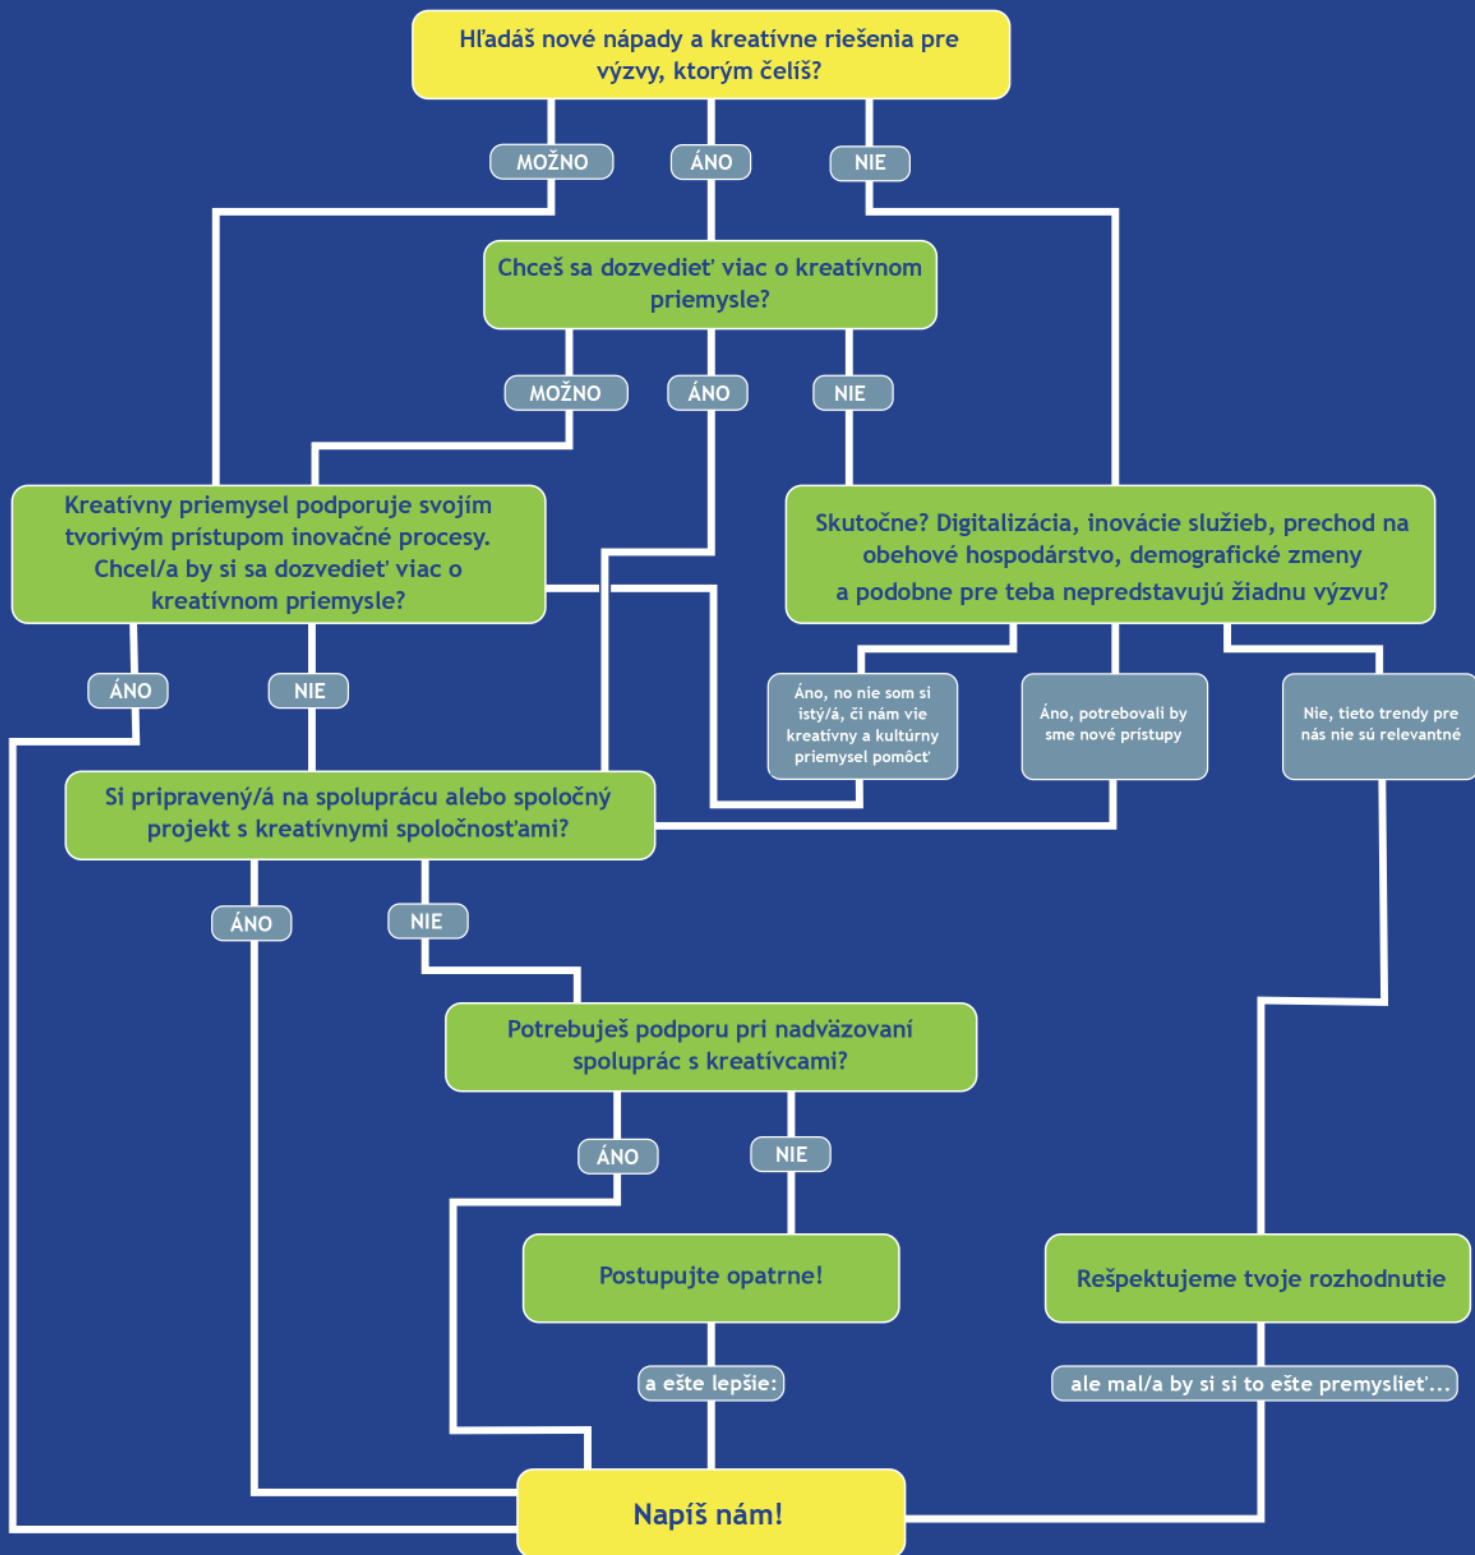 Hľadáš nové nápady a kreatívne riešenia pre
výzvy, ktorým čelíš?
MOŽNO
ÁNO
NIE
Chceš sa dozvedieť viac o kreatívnom
priemysle?
MOŽNO
ÁNO
NIE
Kreatívny priemysel podporuje svojím
tvorivým prístupom inovačné procesy.
Chcel/a by si sa dozvedieť viac o
kreatívnom priemysle?
Skutočne? Digitalizácia, inovácie služieb, prechod na
obehové hospodárstvo, demografické zmeny
a podobne pre teba nepredstavujú žiadnu výzvu?
ÁNO
NIE
Áno, no nie som si
istý/á, či nám vie
kreatívny a kultúrny
priemysel pomôcť
Áno, potrebovali by
sme nové prístupy
Nie, tieto trendy pre
nás nie sú relevantné
Si pripravený/á na spoluprácu alebo spoločný
projekt s kreatívnymi spoločnosťami?
ÁNO
NIE
Potrebuješ podporu pri nadväzovaní
spoluprác s kreatívcami?
ÁNO
NIE
Postupujte opatrne!
Rešpektujeme tvoje rozhodnutie
a ešte lepšie:
ale mal/a by si si to ešte premyslieť...
Napíš nám!